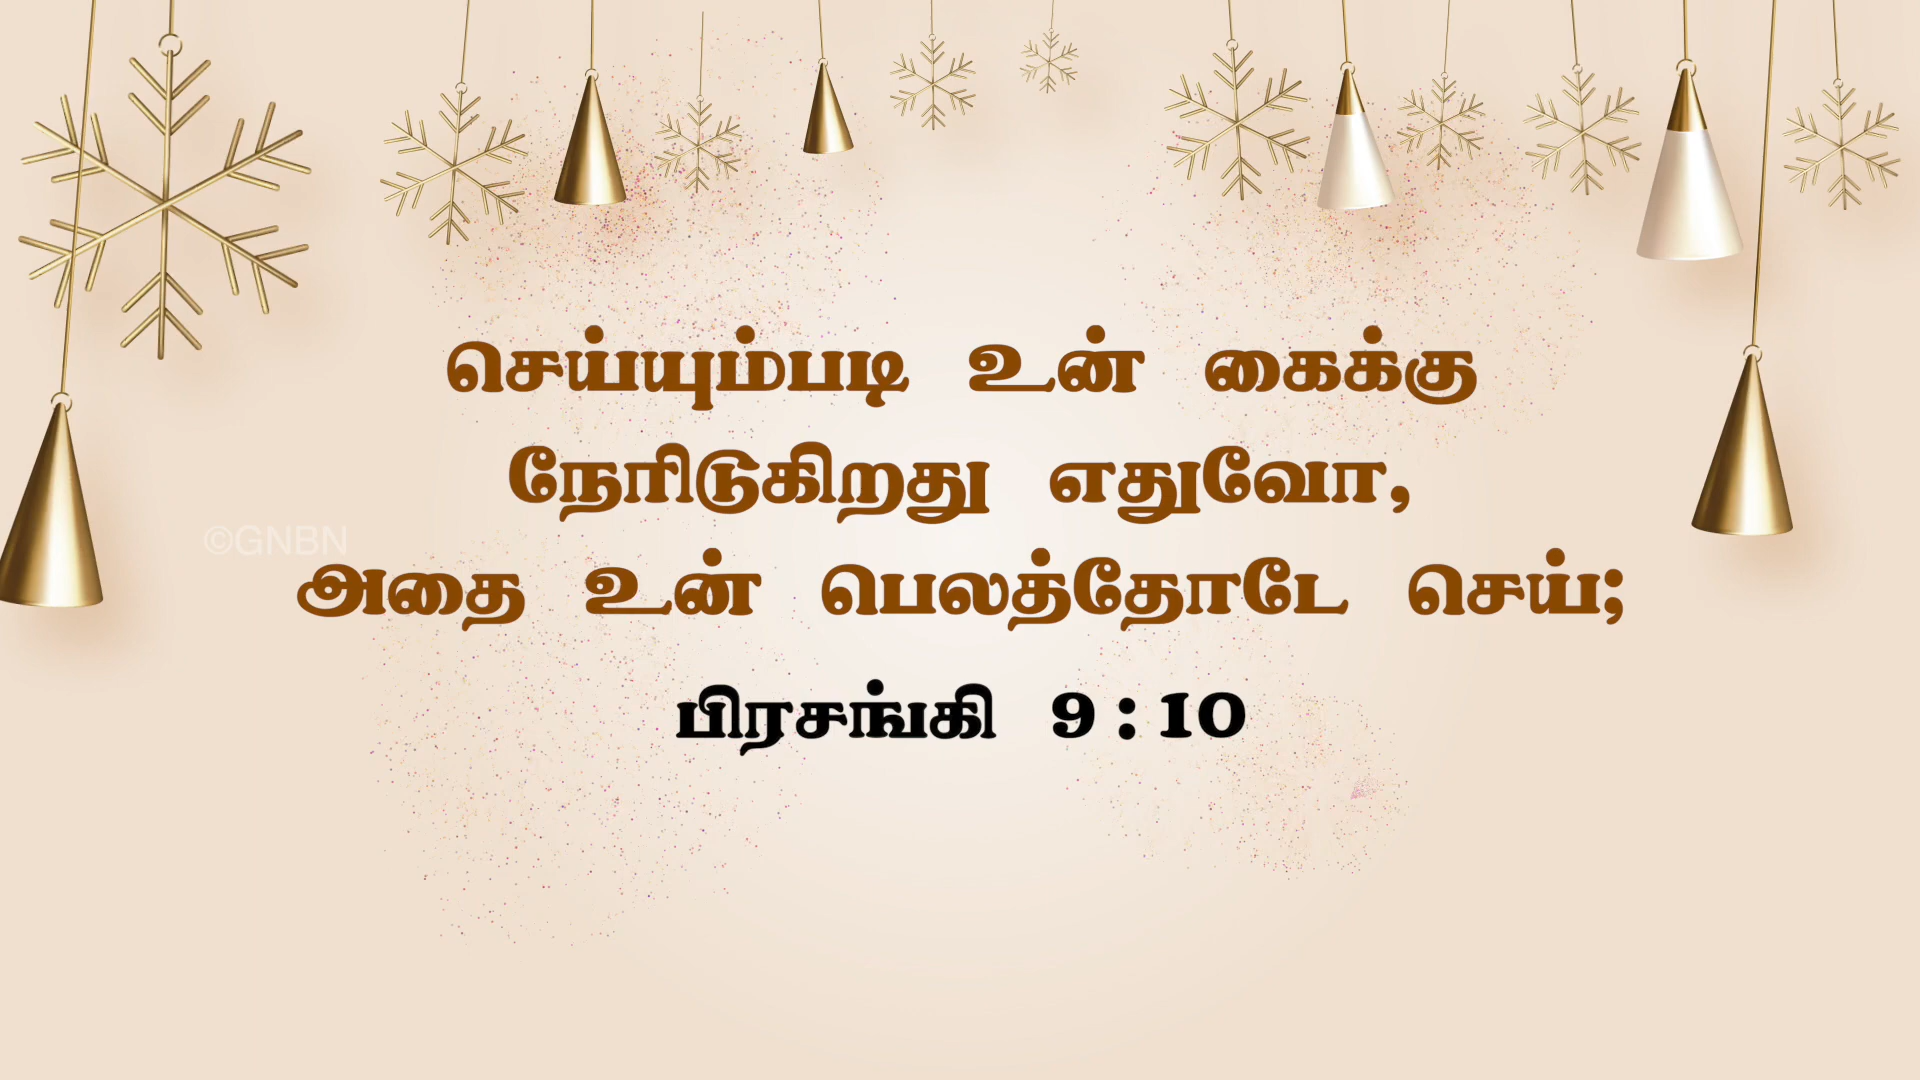 செய்யும்படி உன் கைக்கு
நேரிடுகிறது எதுவோ,
©GNBN
அதை உன் பெலத்தோடே செய்;
பிரசங்கி 9:10